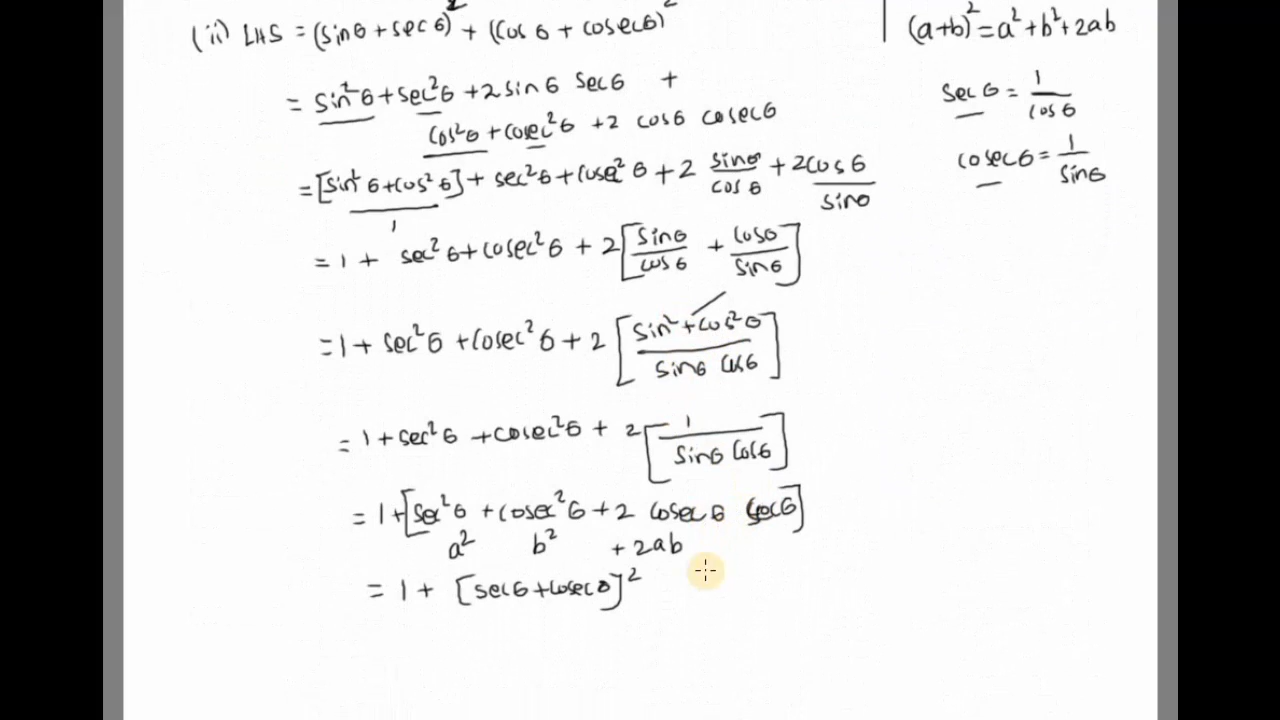 (ii) LHS = (sinθ + secθ)² + (cosθ + cosecθ)²
= sin²θ + sec²θ + 2 sinθ secθ +
cos²θ + cosec²θ + 2 cosθ cosecθ
= [sin²θ + cos²θ] + sec²θ + cosec²θ + 2 sinθ/cosθ + 2cosθ/sinθ
1
= 1 + sec²θ + cosec²θ + 2 [sinθ/cosθ + cosθ/sinθ]
= 1 + sec²θ + cosec²θ + 2 [sin² + cos²θ / sinθ cosθ]
= 1 + sec²θ + cosec²θ + 2 [1 / sinθ cosθ]
= 1 + [sec²θ + cosec²θ + 2 cosecθ secθ]
a² b² + 2ab
= 1 + [secθ + cosecθ]²
(a+b)² = a² + b² + 2ab
secθ = 1/cosθ
cosecθ = 1/sinθ